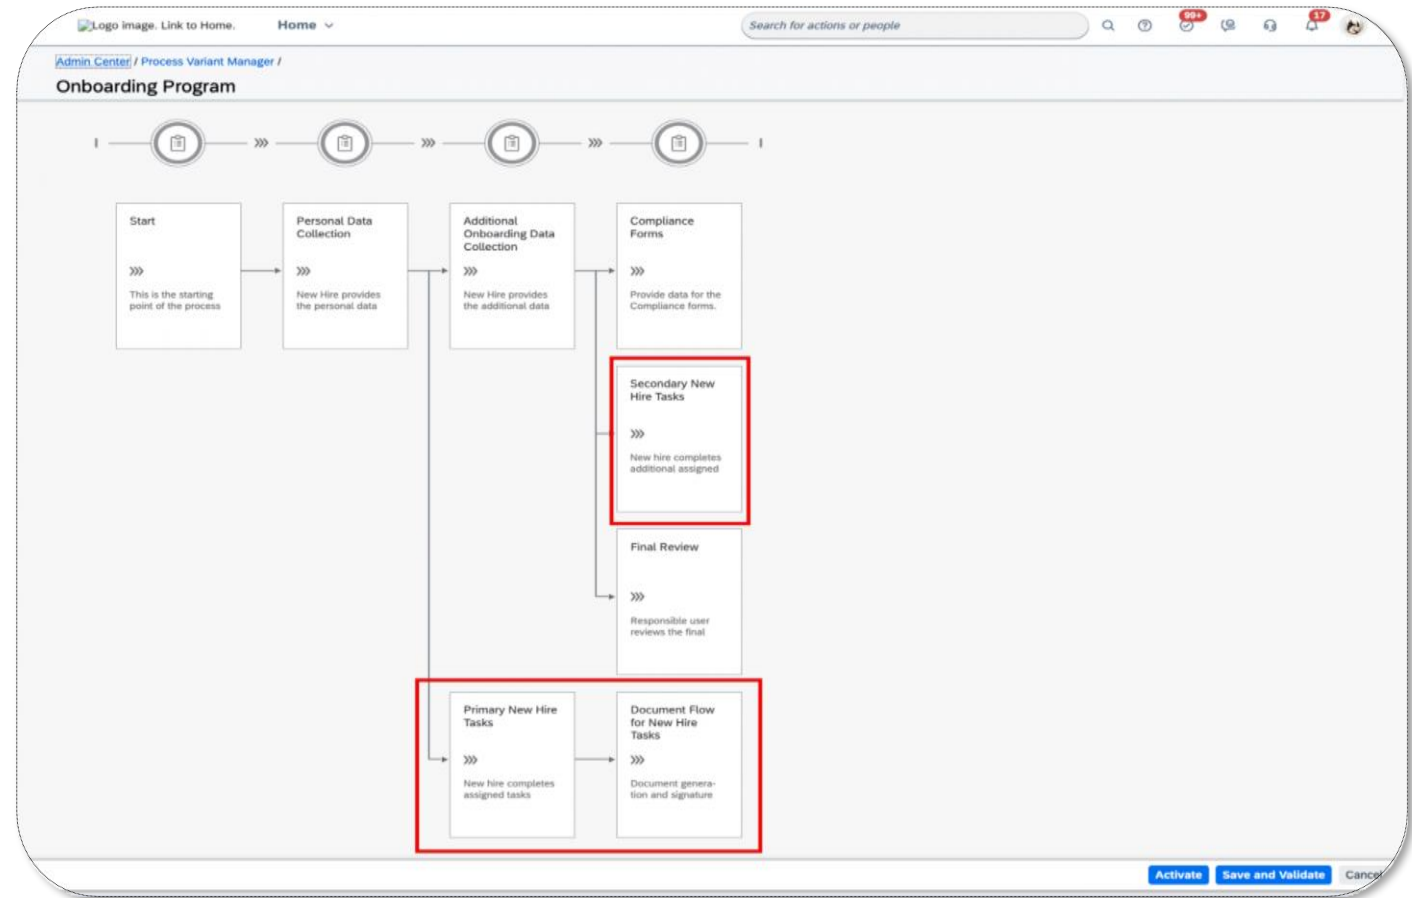 Logo image. Link to Home.
Home
Search for actions or people
99+
17
Admin Center / Process Variant Manager /
Onboarding Program
Start
This is the starting
point of the process
Personal Data
Collection
New Hire provides
the personal data
Additional
Onboarding Data
Collection
New Hire provides
the additional data
Compliance
Forms
Provide data for the
Compliance forms.
Secondary New
Hire Tasks
New hire completes
additional assigned
Final Review
Responsible user
reviews the final
Primary New Hire
Tasks
New hire completes
assigned tasks
Document Flow
for New Hire
Tasks
Document genera-
tion and signature
Activate
Save and Validate
Cancel